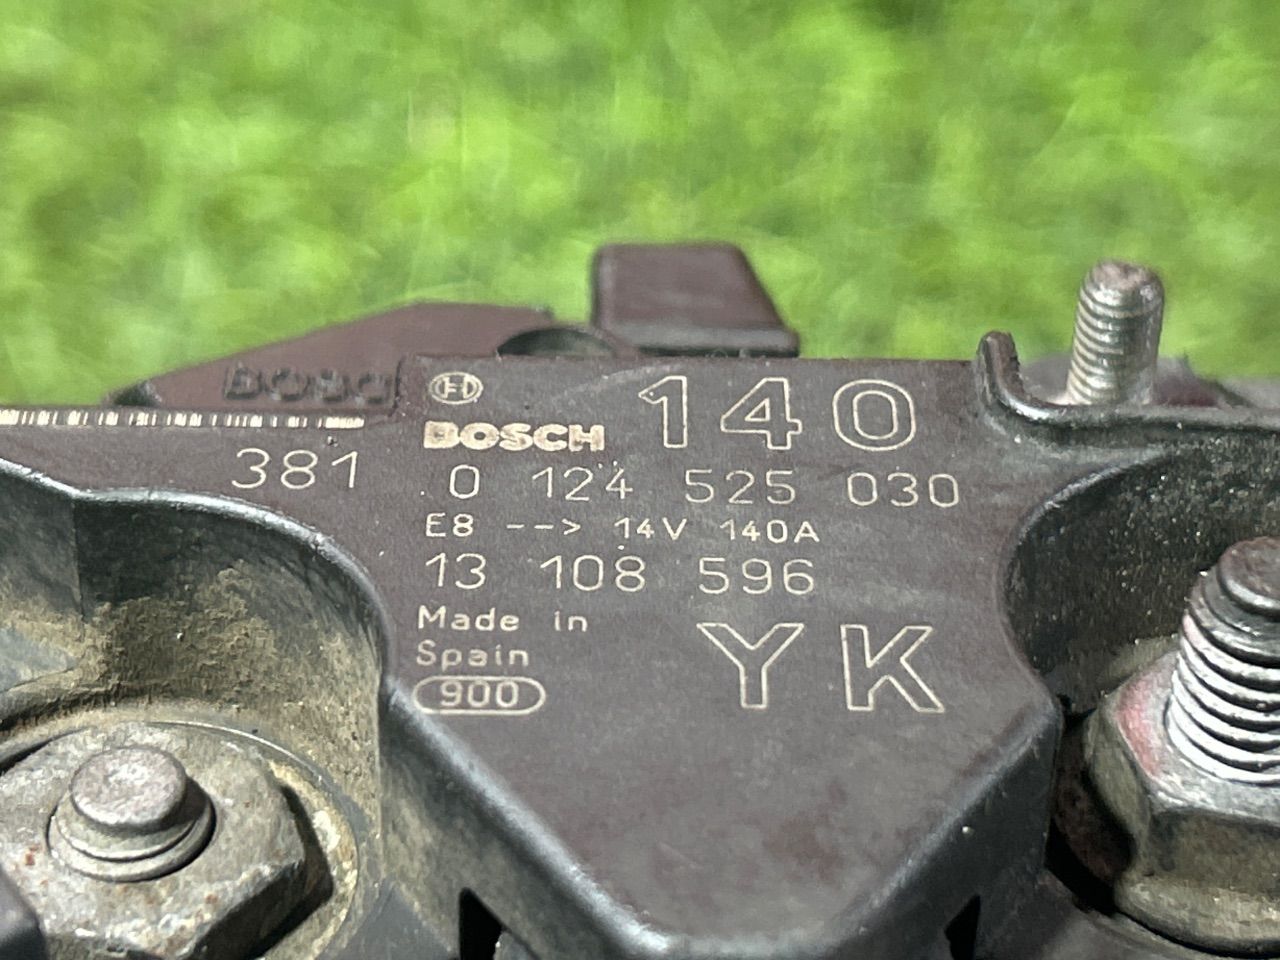 BOSCH
BOSCH 140
381 0 124 525 030
E8 --> 14V 140A
13 108 596
Made in
Spain YK
900